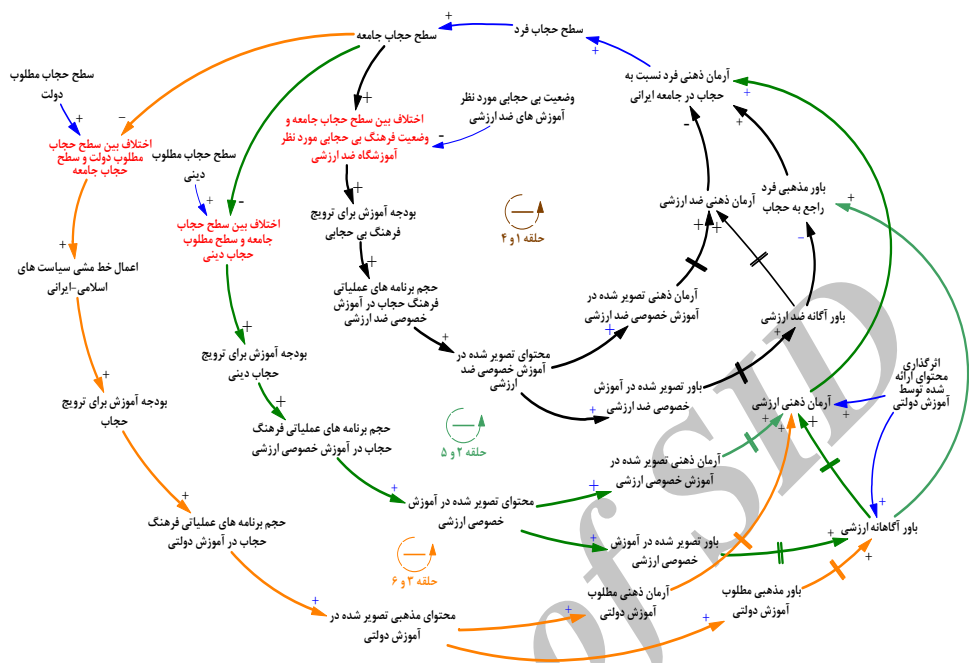 سطح حجاب فرد
سطح حجاب جامعه
آرمان ذهنی فرد نسبت به
حجاب در جامعه ایرانی
سطح حجاب مطلوب
دولت
وضعیت بی حجابی مورد نظر
آموزش های ضد ارزشی
اختلاف بین سطح حجاب جامعه و
وضعیت فرهنگ بی حجابی مورد نظر
آموزشگاه ضد ارزشی
اختلاف بین سطح حجاب
مطلوب دولت و سطح
حجاب جامعه
سطح حجاب مطلوب
دینی
باور مذهبی فرد
راجع به حجاب
آرمان ذهنی ضد ارزشی
بودجه آموزش برای ترویج
فرهنگ بی حجابی
اختلاف بین سطح حجاب
جامعه و سطح مطلوب
حجاب دینی
حلقه ۱ و ۴
اعمال خط مشی سیاست های
اسلامی-ایرانی
حجم برنامه های عملیاتی
فرهنگ حجاب در آموزش
خصوصی ضد ارزشی
آرمان ذهنی تصویر شده در
آموزش خصوصی ضد ارزشی
باور آگانه ضد ارزشی
محتوای تصویر شده در
آموزش خصوصی ضد
ارزشی
بودجه آموزش برای ترویج
حجاب دینی
اثرگذاری
محتوای ارائه
شده توسط
آموزش دولتی
باور تصویر شده در آموزش
خصوصی ضد ارزشی
آرمان ذهنی ارزشی
بودجه آموزش برای ترویج
حجاب
حجم برنامه های عملیاتی فرهنگ
حجاب در آموزش خصوصی ارزشی
حلقه ۲ و ۵
آرمان ذهنی تصویر شده در
آموزش خصوصی ارزشی
محتوای تصویر شده در آموزش
خصوصی ارزشی
حجم برنامه های عملیاتی فرهنگ
حجاب در آموزش دولتی
باور آگاهانه ارزشی
باور تصویر شده در آموزش
خصوصی ارزشی
حلقه ۳ و ۶
آرمان ذهنی مطلوب
آموزش دولتی
باور مذهبی مطلوب
آموزش دولتی
محتوای مذهبی تصویر شده در
آموزش دولتی
of SID